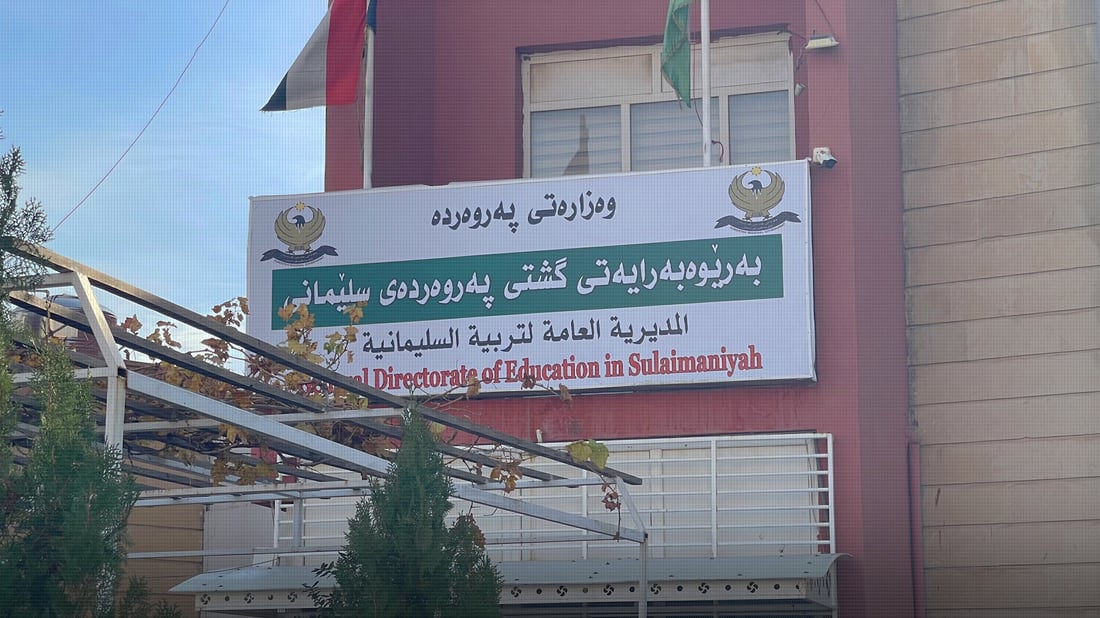 وەزارەتی پەروەردە
بەڕێوەبەرایەتی گشتی پەروەردەی سلێمانی
المديرية العامة لتربية السليمانية
Directorate of Education in Sulaimaniyah